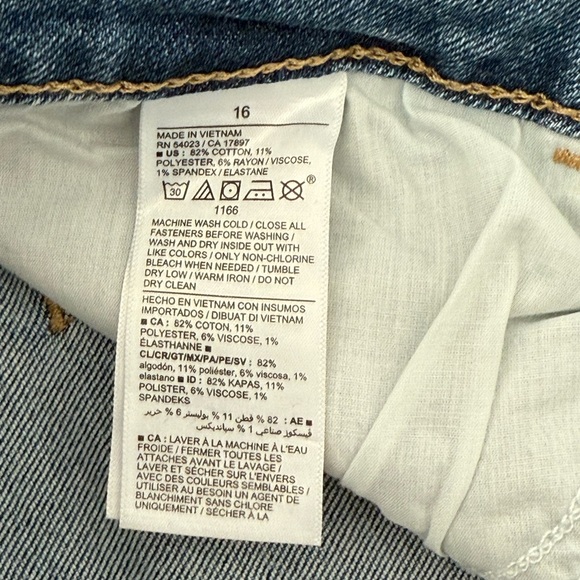 16
MADE IN VIETNAM
RN 54023 / CA 17897
■ US : 82% COTTON, 11%
POLYESTER, 6% RAYON / VISCOSE,
1% SPANDEX / ELASTANE
30 ®
1166
MACHINE WASH COLD / CLOSE ALL
FASTENERS BEFORE WASHING /
WASH AND DRY INSIDE OUT WITH
LIKE COLORS / ONLY NON-CHLORINE
BLEACH WHEN NEEDED / TUMBLE
DRY LOW / WARM IRON / DO NOT
DRY CLEAN
HECHO EN VIETNAM CON INSUMOS
IMPORTADOS / DIBUAT DI VIETNAM
■ CA : 82% COTON, 11%
POLYESTER, 6% VISCOSE, 1%
ÉLASTHANNE ■
CL/CR/GT/MX/PA/PE/SV : 82%
algodón, 11% poliéster, 6% viscosa, 1%
elastano ■ ID : 82% KAPAS, 11%
POLISTER, 6% VISCOSE, 1%
SPANDEKS
■ AE : 82 % قطن 11 % بوليستر 6 % حرير
فيسكوز صناعي 1 % سبانديكس
■ CA : LAVER À LA MACHINE À L'EAU
FROIDE / FERMER TOUTES LES
ATTACHES AVANT LE LAVAGE /
LAVER ET SÉCHER SUR L'ENVERS
AVEC DES COULEURS SEMBLABLES /
UTILISER AU BESOIN UN AGENT DE
BLANCHIMENT SANS CHLORE
UNIQUEMENT / SÉCHER À LA